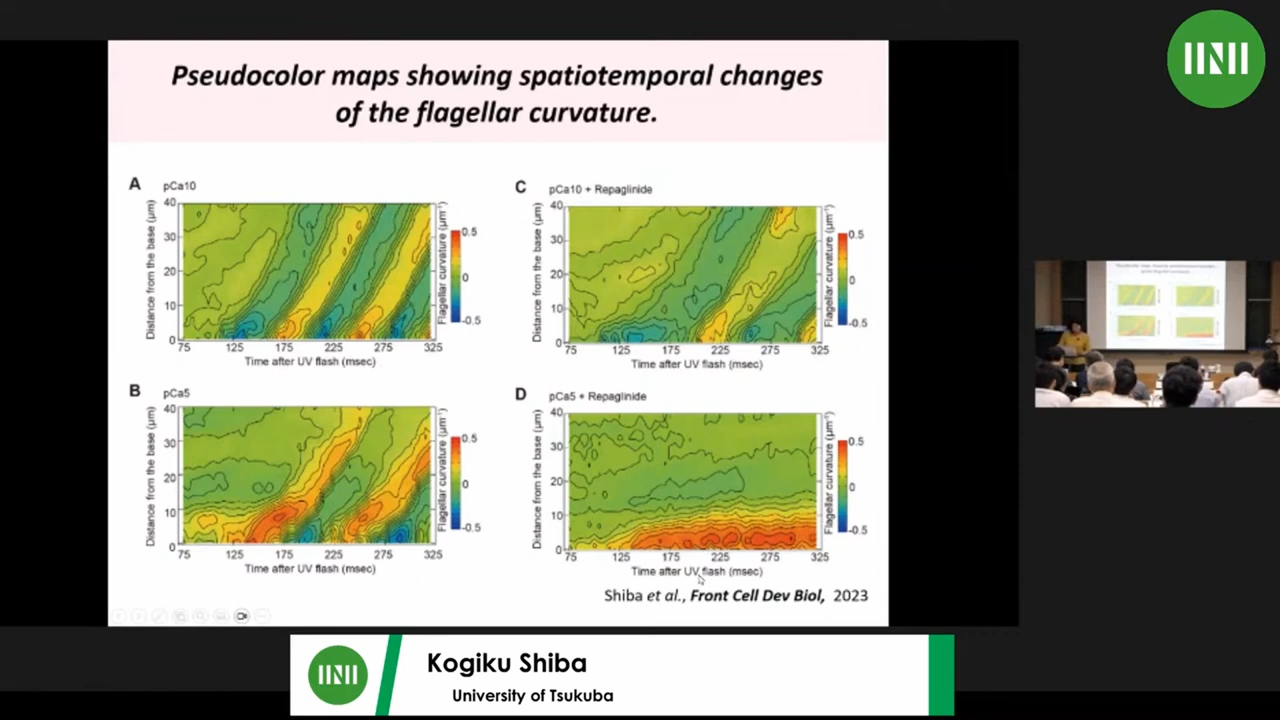 Pseudocolor maps showing spatiotemporal changes
of the flagellar curvature.
A pCa10
Distance from the base (µm)
40
30
20
10
0
75 125 175 225 275 325
Time after UV flash (msec)
Flagellar curvature (µm⁻¹)
0.5
0
-0.5
C pCa10 + Repaglinide
Distance from the base (µm)
40
30
20
10
0
75 125 175 225 275 325
Time after UV flash (msec)
Flagellar curvature (µm⁻¹)
0.5
0
-0.5
B pCa5
Distance from the base (µm)
40
30
20
10
0
75 125 175 225 275 325
Time after UV flash (msec)
Flagellar curvature (µm⁻¹)
0.5
0
-0.5
D pCa5 + Repaglinide
Distance from the base (µm)
40
30
20
10
0
75 125 175 225 275 325
Time after UV flash (msec)
Flagellar curvature (µm⁻¹)
0.5
0
-0.5
Shiba et al., Front Cell Dev Biol, 2023
Kogiku Shiba
University of Tsukuba